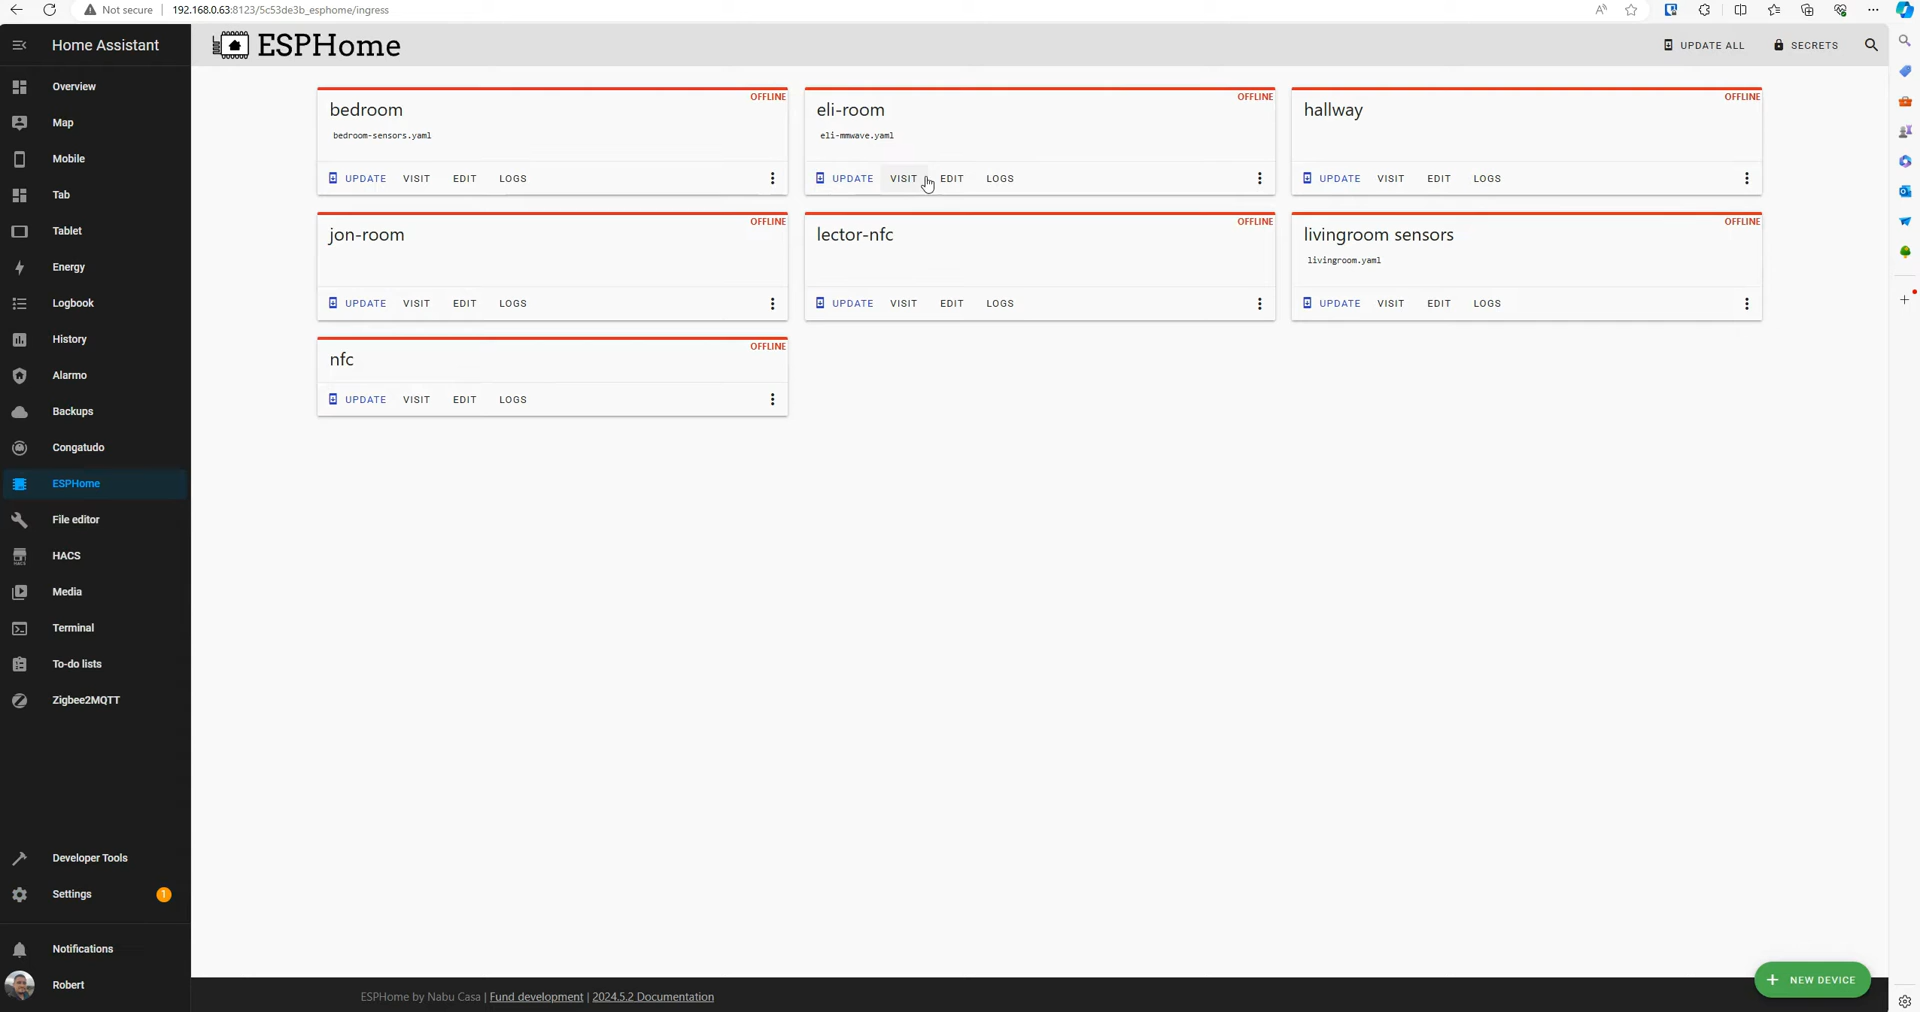 Not secure 192.168.0.63:8123/5c53de3b_esphome/ingress
Home Assistant
Overview
Map
Mobile
Tab
Tablet
Energy
Logbook
History
Alarmo
Backups
Congatudo
ESPHome
File editor
HACS
Media
Terminal
To-do lists
Zigbee2MQTT
Developer Tools
Settings 1
Notifications
Robert
ESPHome
UPDATE ALL SECRETS
OFFLINE
bedroom
bedroom-sensors.yaml
UPDATE VISIT EDIT LOGS
OFFLINE
eli-room
eli-mmwave.yaml
UPDATE VISIT EDIT LOGS
OFFLINE
hallway
UPDATE VISIT EDIT LOGS
OFFLINE
jon-room
UPDATE VISIT EDIT LOGS
OFFLINE
lector-nfc
UPDATE VISIT EDIT LOGS
OFFLINE
livingroom sensors
livingroom.yaml
UPDATE VISIT EDIT LOGS
OFFLINE
nfc
UPDATE VISIT EDIT LOGS
+ NEW DEVICE
ESPHome by Nabu Casa | Fund development | 2024.5.2 Documentation